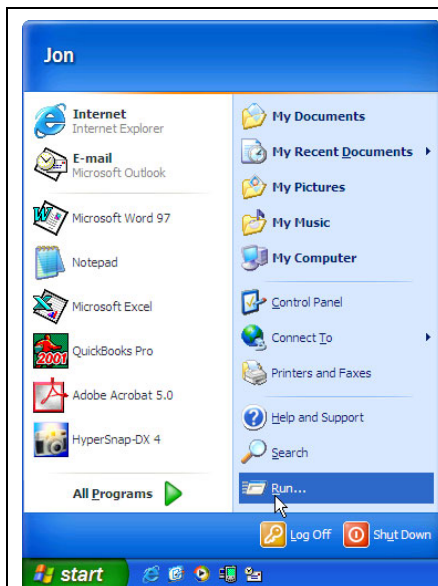 Jon
Internet
Internet Explorer
E-mail
Microsoft Outlook
Microsoft Word 97
Notepad
Microsoft Excel
2001
QuickBooks Pro
Adobe Acrobat 5.0
HyperSnap-DX 4
All Programs
My Documents
My Recent Documents
My Pictures
My Music
My Computer
Control Panel
Connect To
Printers and Faxes
Help and Support
Search
Run...
Log Off
Shut Down
start